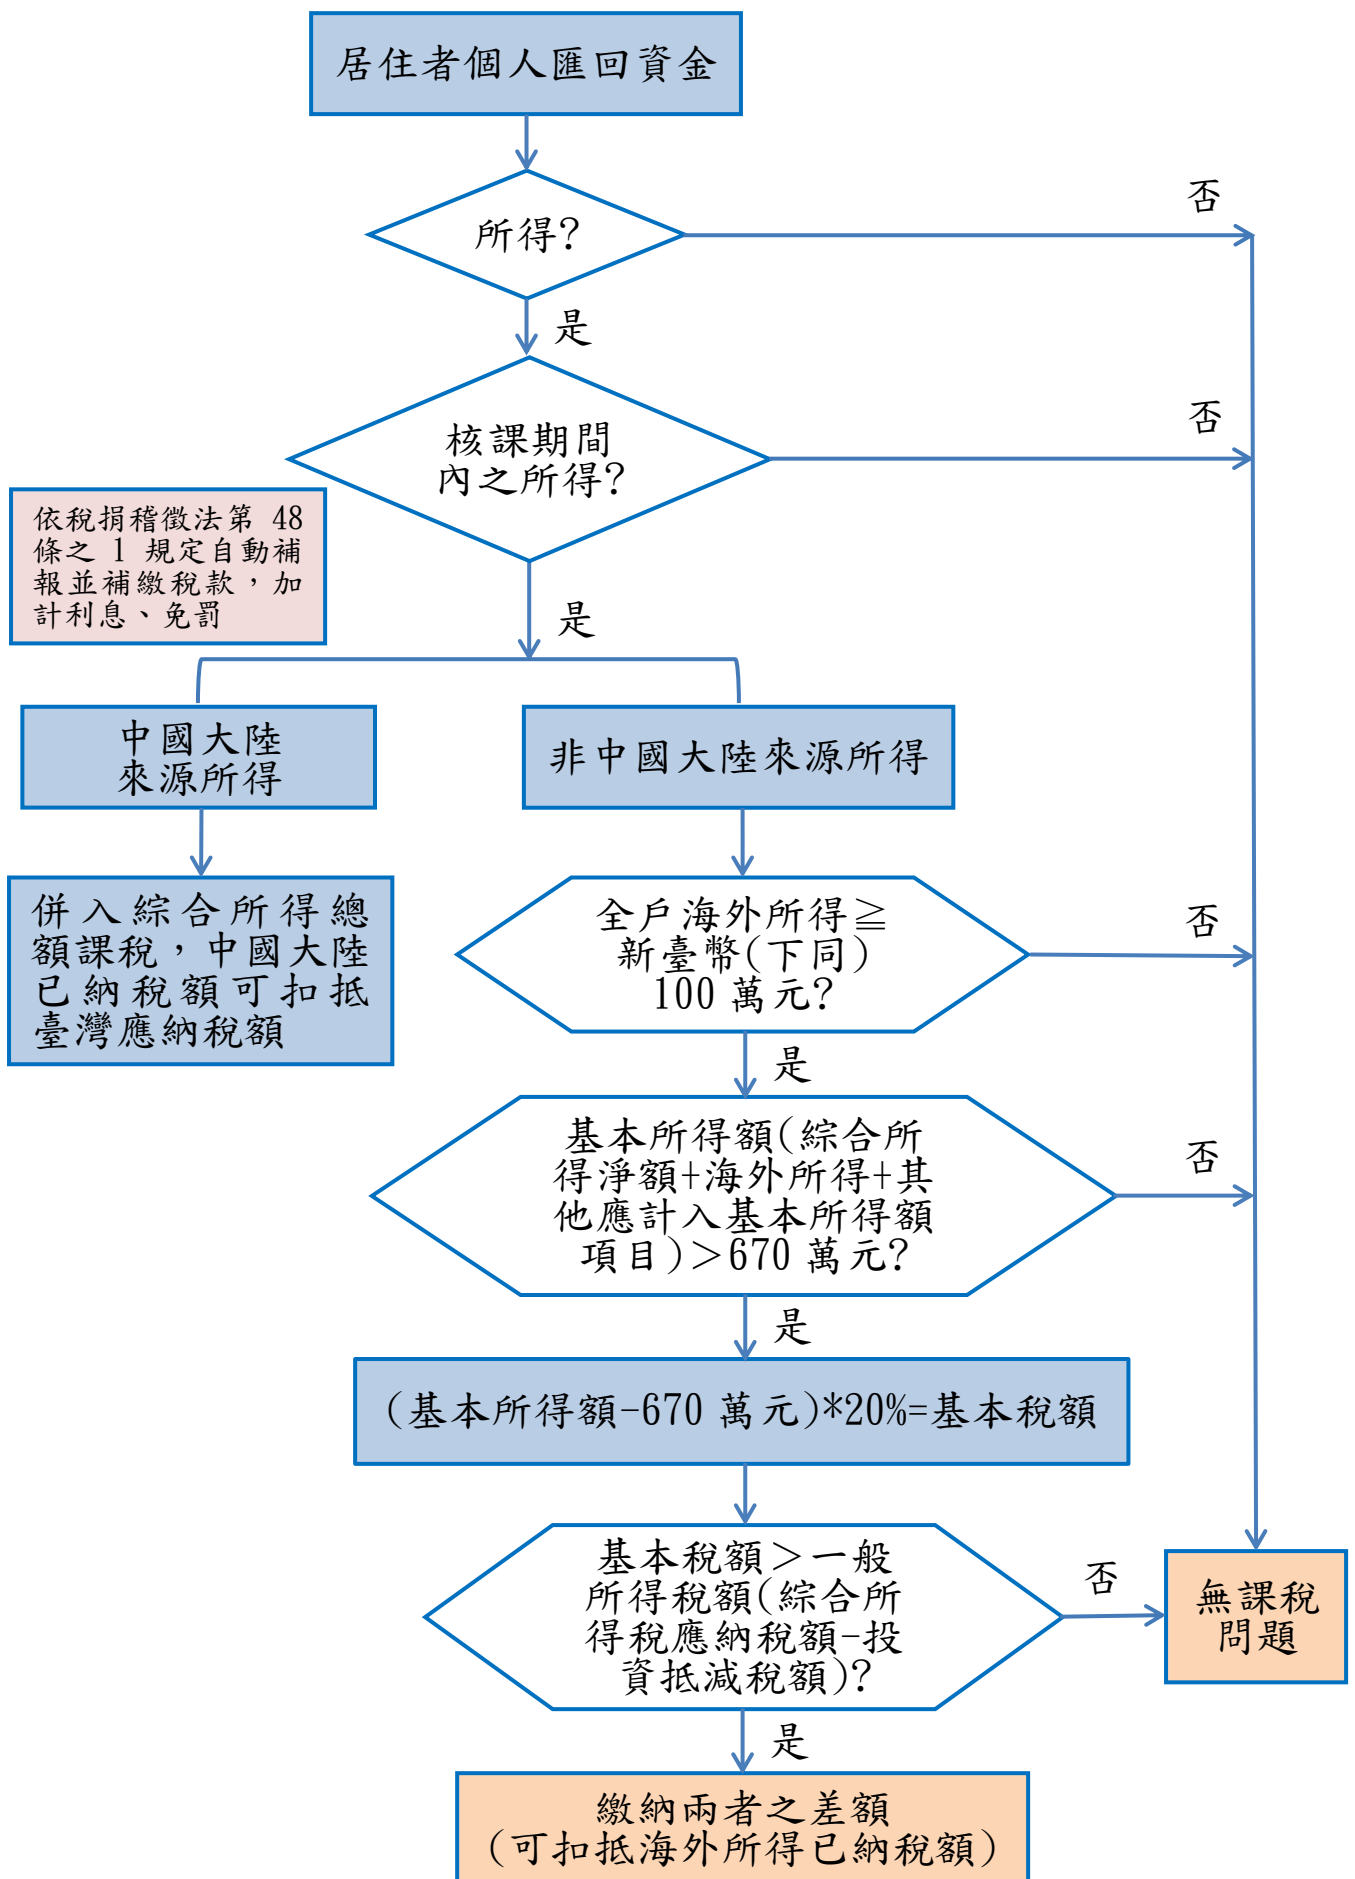 居住者個人匯回資金
否
所得?
是
否
核課期間
內之所得?
依稅捐稽徵法第 48
條之 1 規定自動補
報並補繳稅款，加
計利息、免罰
是
中國大陸
來源所得
非中國大陸來源所得
併入綜合所得總
額課稅，中國大陸
已納稅額可扣抵
臺灣應納稅額
全戶海外所得≧
新臺幣(下同)
100 萬元?
否
是
基本所得額(綜合所
得淨額+海外所得+其
他應計入基本所得額
項目)＞670 萬元?
否
是
(基本所得額-670 萬元)*20%=基本稅額
基本稅額＞一般
所得稅額(綜合所
得稅應納稅額-投
資抵減稅額)?
否
無課稅
問題
是
繳納兩者之差額
(可扣抵海外所得已納稅額)